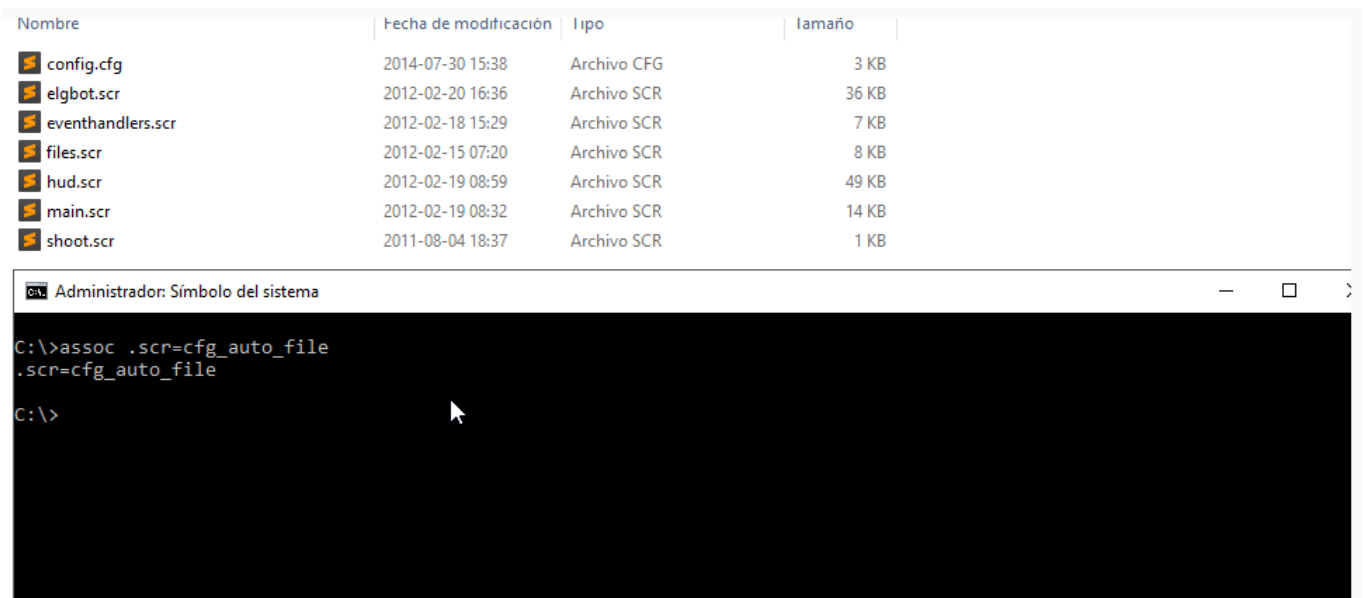 Nombre Fecha de modificación Tipo Tamaño
config.cfg 2014-07-30 15:38 Archivo CFG 3 KB
elgbot.scr 2012-02-20 16:36 Archivo SCR 36 KB
eventhandlers.scr 2012-02-18 15:29 Archivo SCR 7 KB
files.scr 2012-02-15 07:20 Archivo SCR 8 KB
hud.scr 2012-02-19 08:59 Archivo SCR 49 KB
main.scr 2012-02-19 08:32 Archivo SCR 14 KB
shoot.scr 2011-08-04 18:37 Archivo SCR 1 KB
Administrador: Símbolo del sistema
C:\>assoc .scr=cfg_auto_file
.scr=cfg_auto_file
C:\>